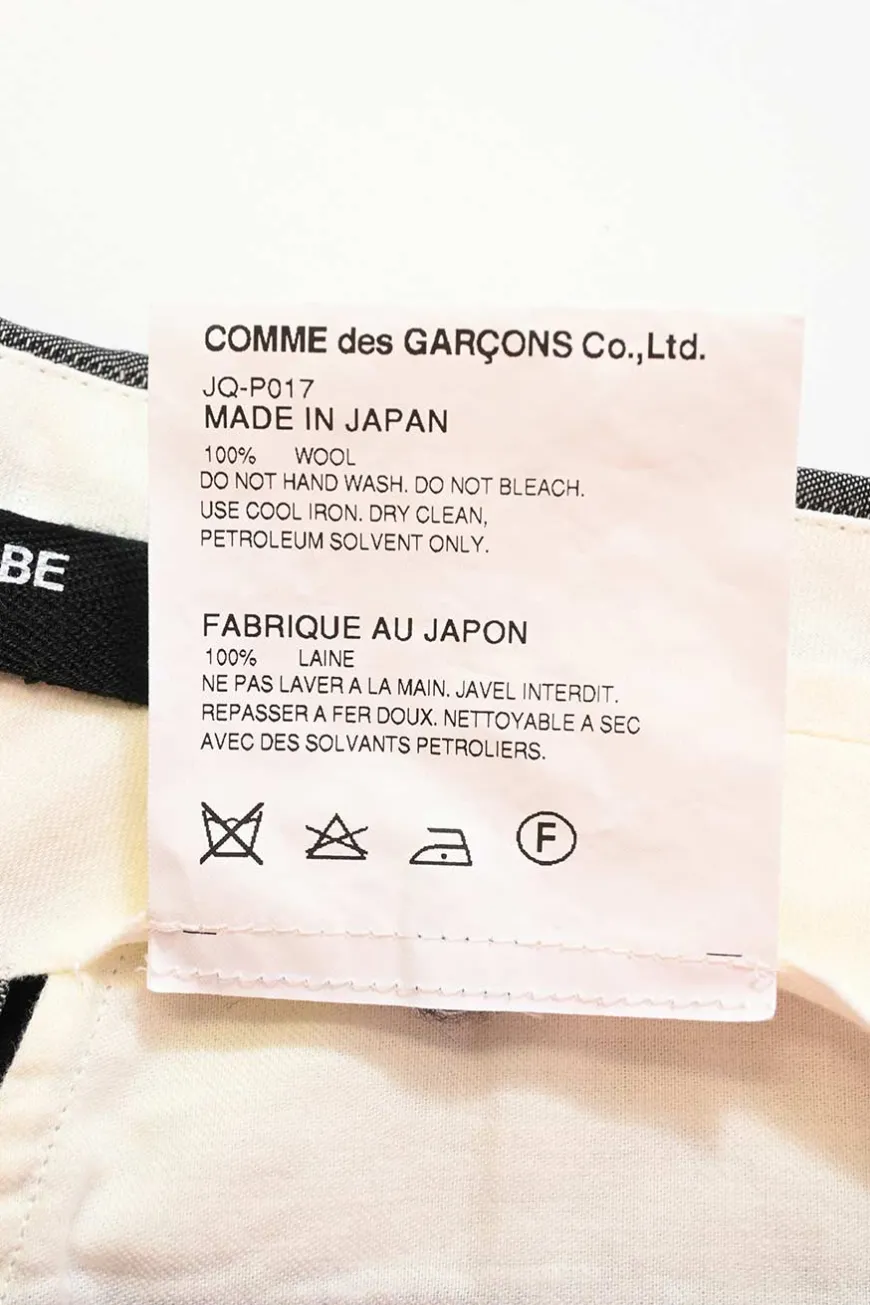 COMME des GARÇONS Co.,Ltd.
JQ-P017
MADE IN JAPAN
100% WOOL
DO NOT HAND WASH. DO NOT BLEACH.
USE COOL IRON. DRY CLEAN,
PETROLEUM SOLVENT ONLY.
BE
FABRIQUE AU JAPON
100% LAINE
NE PAS LAVER A LA MAIN. JAVEL INTERDIT.
REPASSER A FER DOUX. NETTOYABLE A SEC
AVEC DES SOLVANTS PETROLIERS.
F